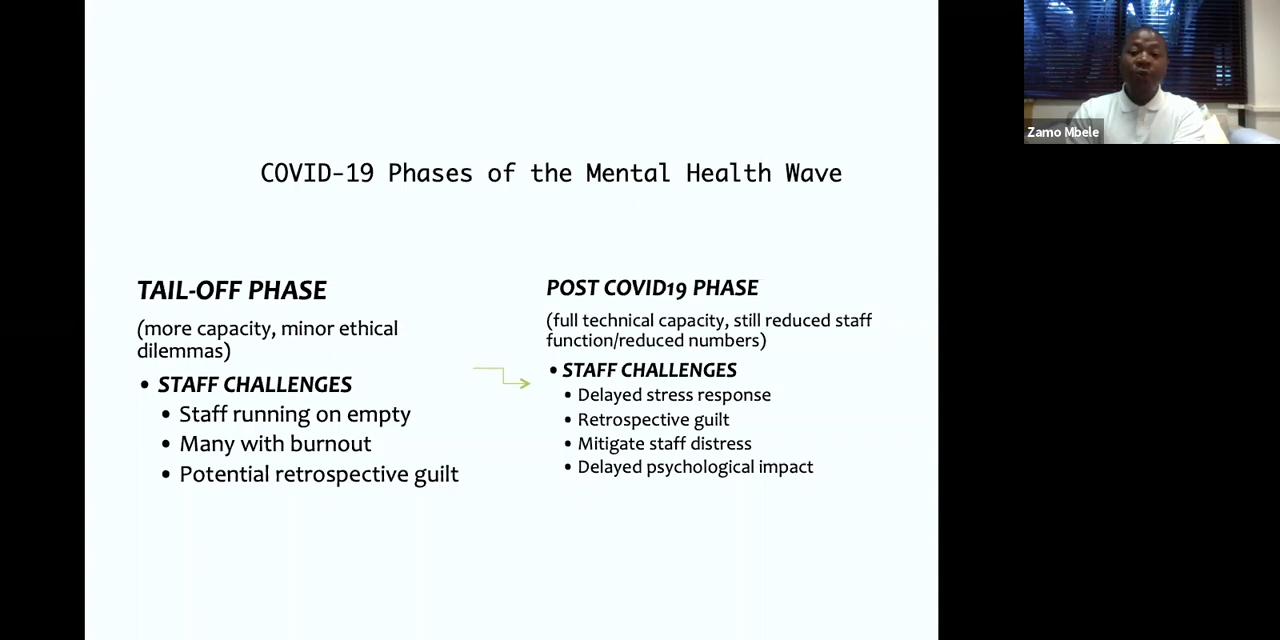 COVID-19 Phases of the Mental Health Wave
TAIL-OFF PHASE
(more capacity, minor ethical
dilemmas)
• STAFF CHALLENGES
• Staff running on empty
• Many with burnout
• Potential retrospective guilt
POST COVID19 PHASE
(full technical capacity, still reduced staff
function/reduced numbers)
• STAFF CHALLENGES
• Delayed stress response
• Retrospective guilt
• Mitigate staff distress
• Delayed psychological impact
Zamo Mbele